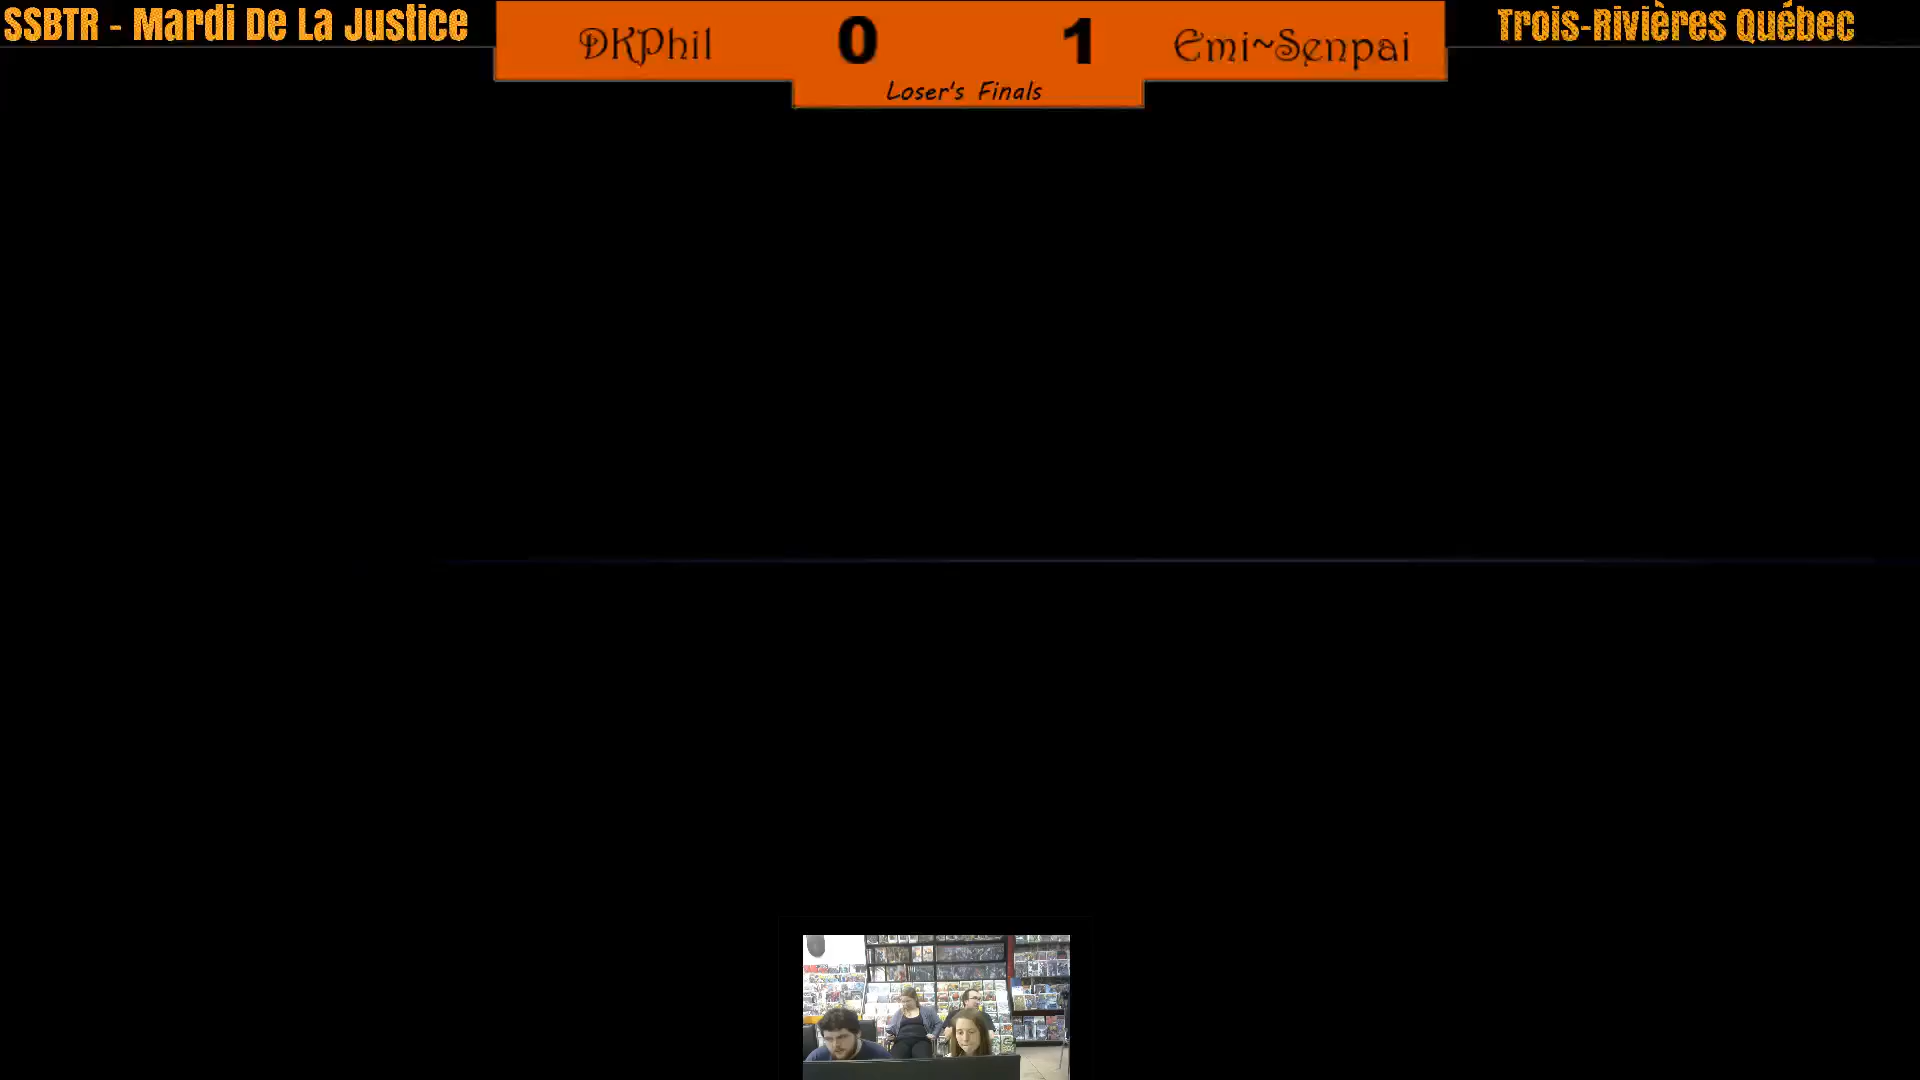 SSBTR - Mardi De La Justice
DKPhil 0 1 Emi~Senpai
Trois-Rivières Québec
Loser's Finals